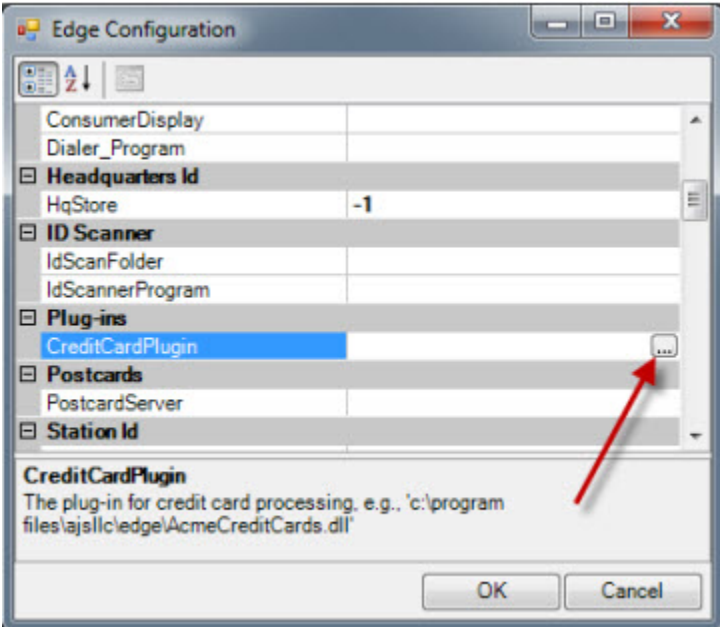 Edge Configuration
ConsumerDisplay
Dialer_Program
Headquarters Id
HqStore -1
ID Scanner
IdScanFolder
IdScannerProgram
Plug-ins
CreditCardPlugin ...
Postcards
PostcardServer
Station Id
CreditCardPlugin
The plug-in for credit card processing, e.g., 'c:\program
files\ajsllc\edge\AcmeCreditCards.dll'
OK Cancel